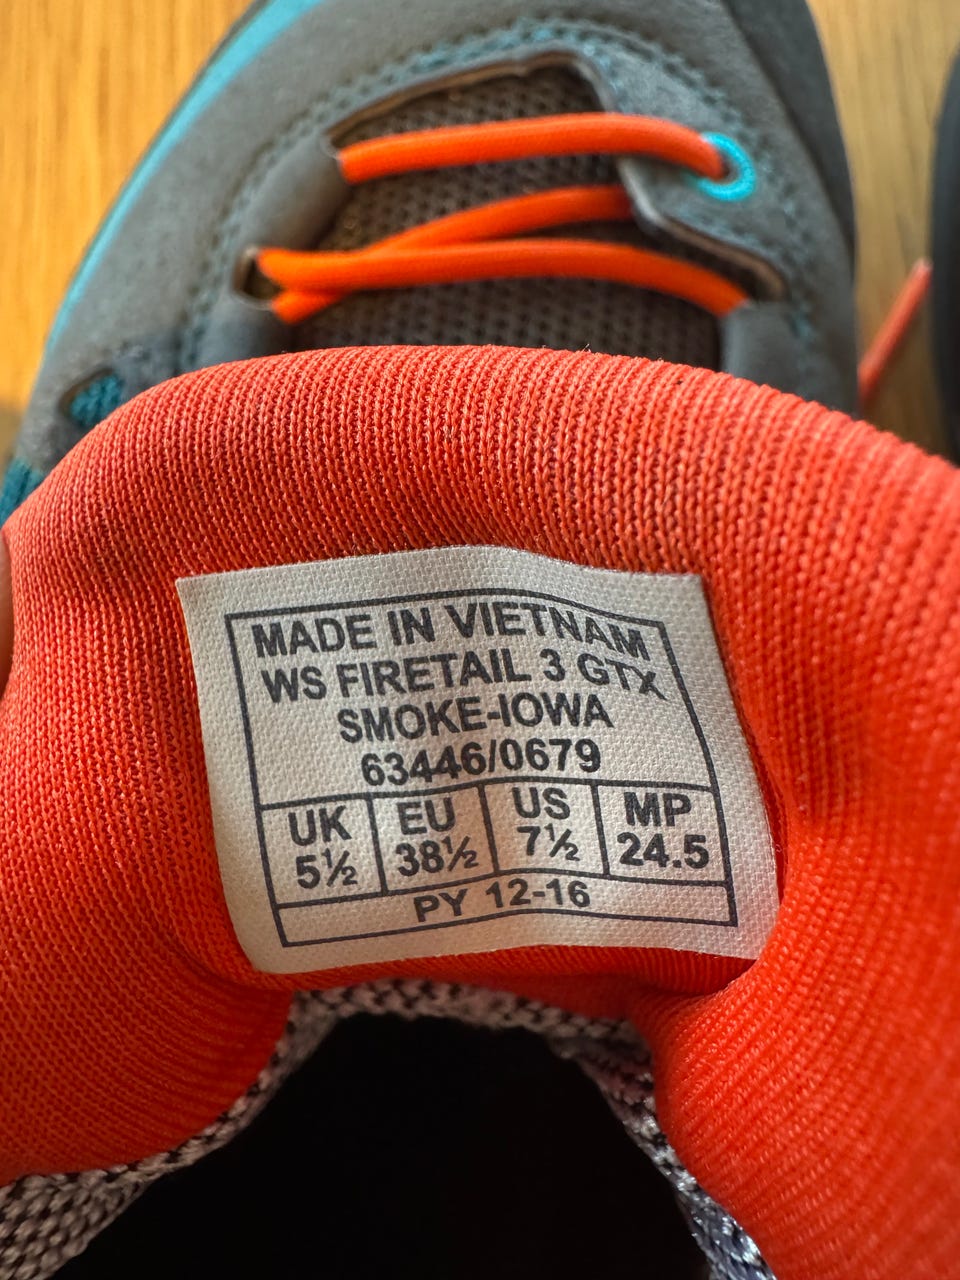 MADE IN VIETNAM
WS FIRETAIL 3 GTX
SMOKE-IOWA
63446/0679
UK EU US MP
5½ 38½ 7½ 24.5
PY 12-16